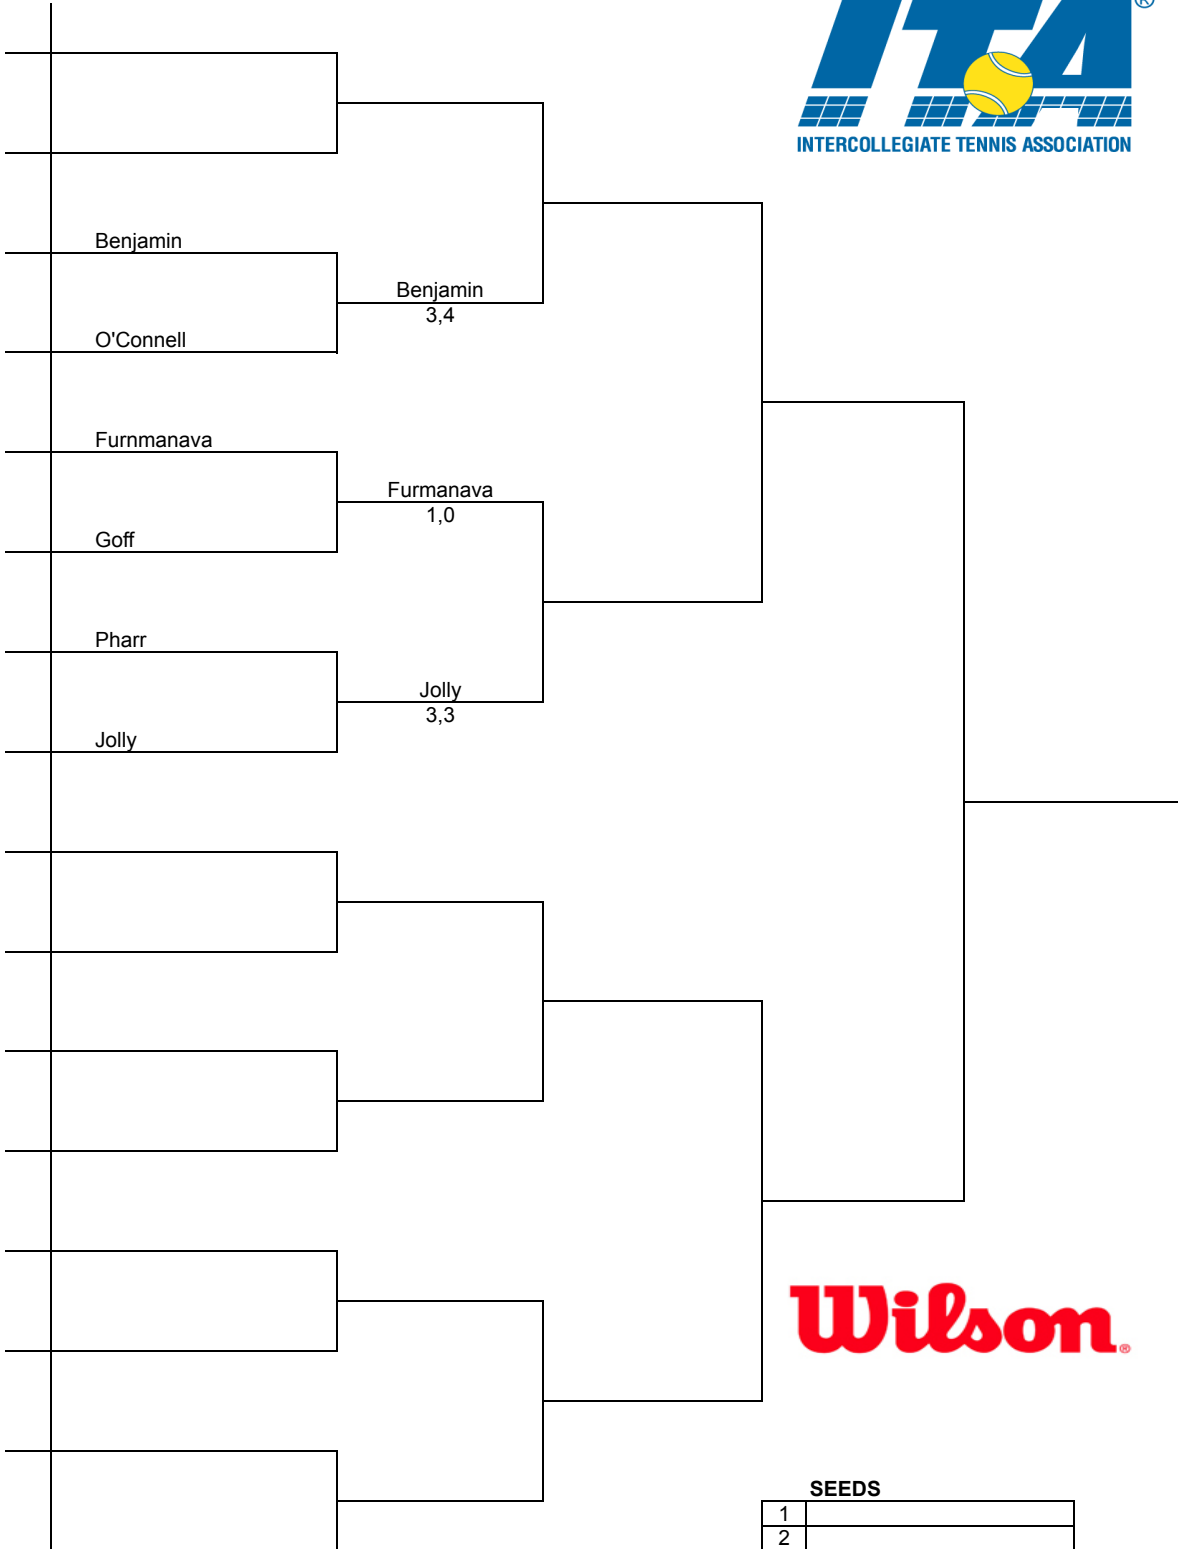 ITA®
INTERCOLLEGIATE TENNIS ASSOCIATION
Benjamin
Benjamin
3,4
O'Connell
Furnmanava
Furmanava
1,0
Goff
Pharr
Jolly
3,3
Jolly
Wilson®
SEEDS
1
2